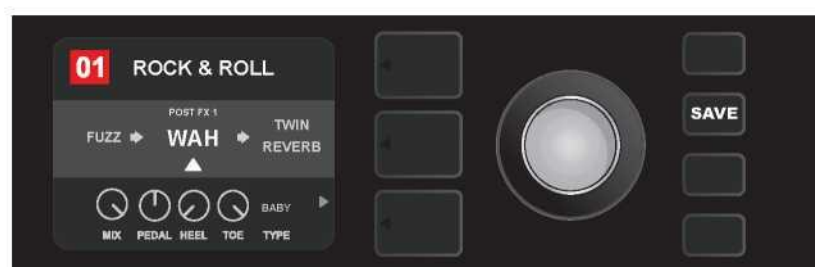 01 ROCK & ROLL
POST FX 1
FUZZ WAH TWIN
REVERB
BABY
MIX PEDAL HEEL TOE TYPE
SAVE